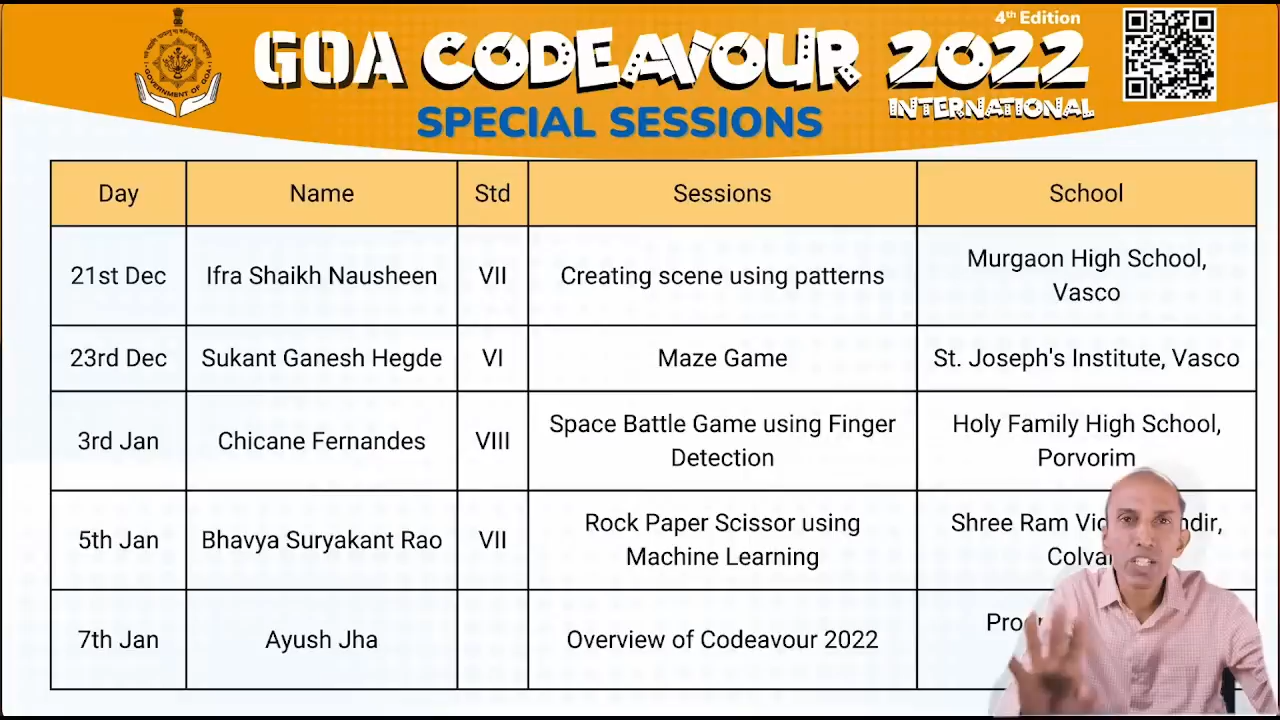 4th Edition
GOA CODEAVOUR 2022
INTERNATIONAL
SPECIAL SESSIONS
GOVERNMENT OF GOA
Day Name Std Sessions School
21st Dec Ifra Shaikh Nausheen VII Creating scene using patterns Murgaon High School,
Vasco
23rd Dec Sukant Ganesh Hegde VI Maze Game St. Joseph's Institute, Vasco
3rd Jan Chicane Fernandes VIII Space Battle Game using Finger
Detection
Holy Family High School,
Porvorim
5th Jan Bhavya Suryakant Rao VII Rock Paper Scissor using
Machine Learning
Shree Ram
7th Jan Ayush Jha Overview of Codeavour 2022